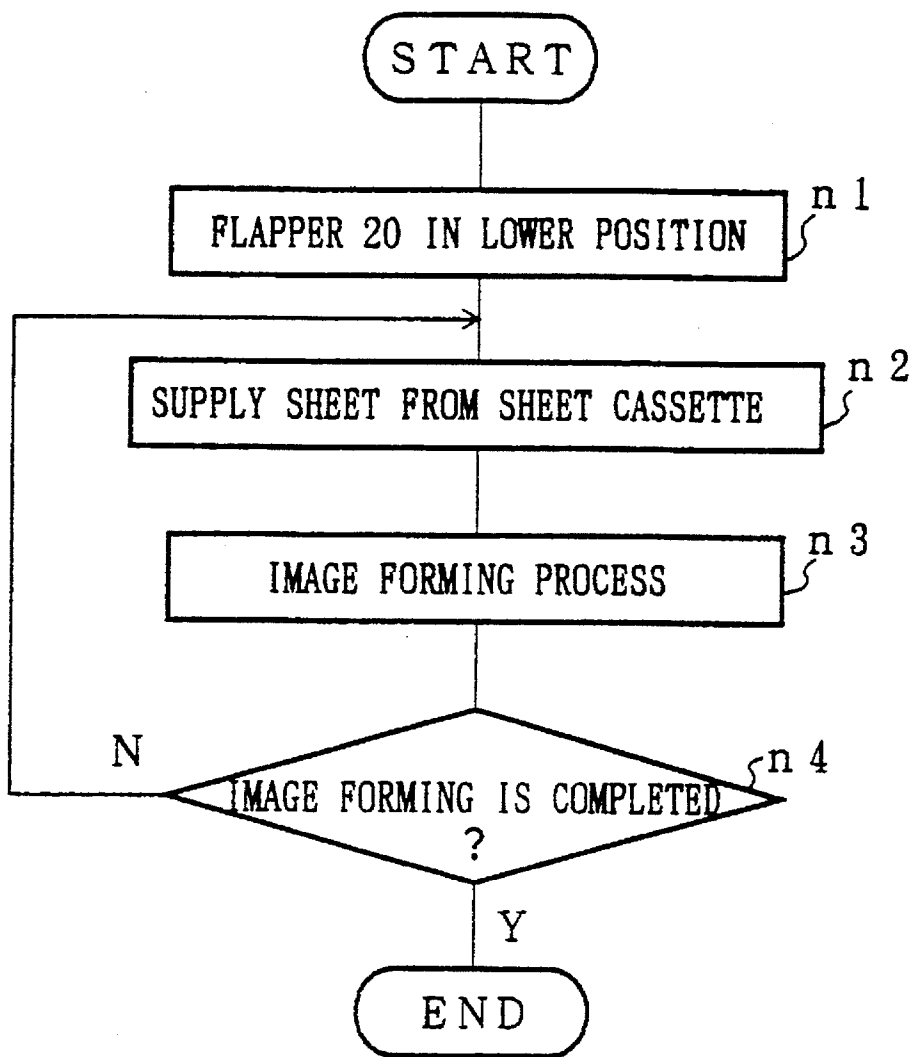 START
n 1
FLAPPER 20 IN LOWER POSITION
n 2
SUPPLY SHEET FROM SHEET CASSETTE
n 3
IMAGE FORMING PROCESS
N
n 4
IMAGE FORMING IS COMPLETED
?
Y
END